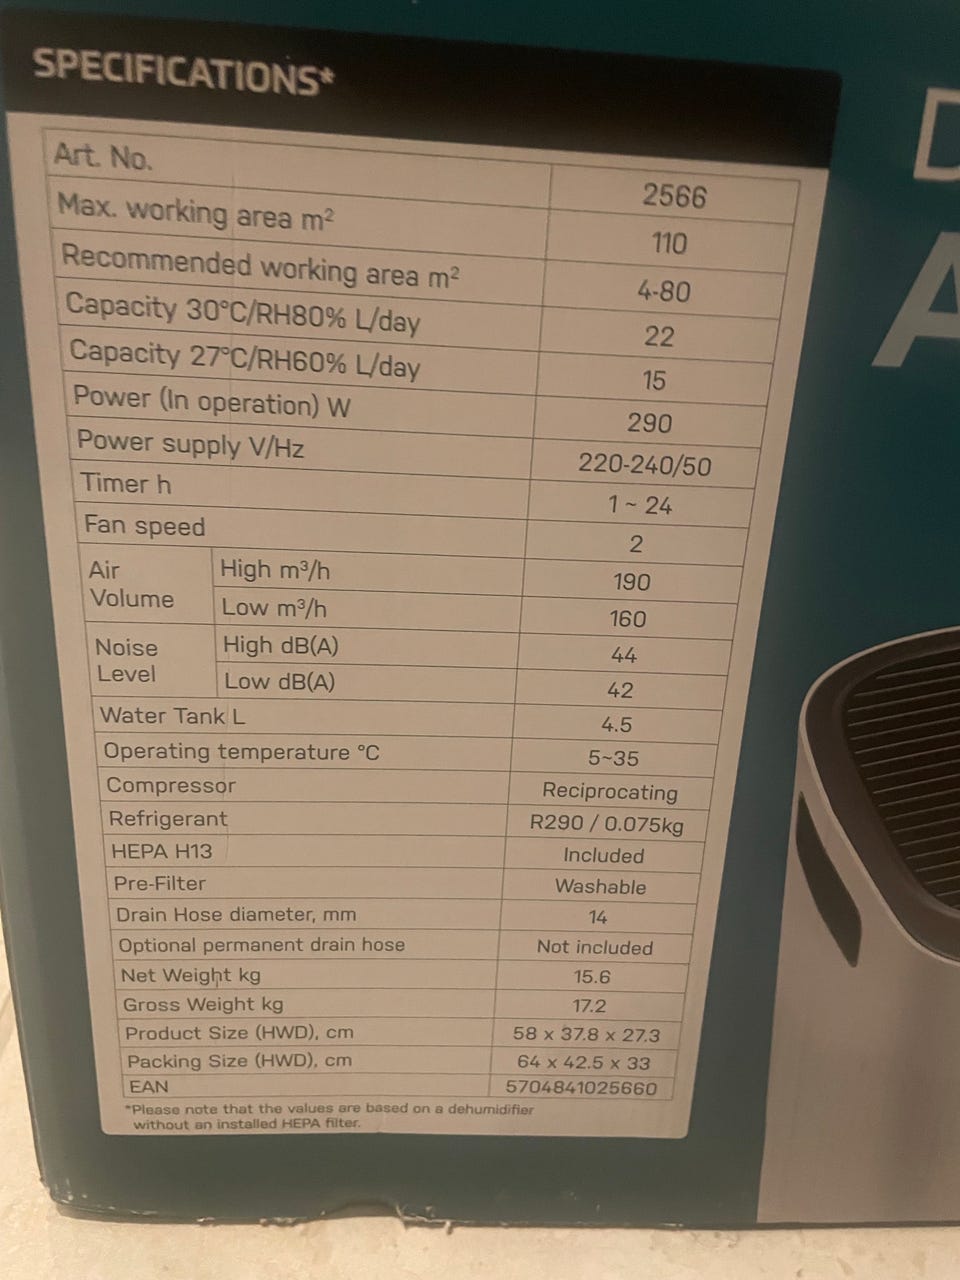 SPECIFICATIONS*
Art. No. 2566
Max. working area m² 110
Recommended working area m² 4-80
Capacity 30°C/RH80% L/day 22
Capacity 27°C/RH60% L/day 15
Power (In operation) W 290
Power supply V/Hz 220-240/50
Timer h 1 ~ 24
Fan speed 2
Air Volume High m³/h 190
Low m³/h 160
Noise Level High dB(A) 44
Low dB(A) 42
Water Tank L 4.5
Operating temperature °C 5~35
Compressor Reciprocating
Refrigerant R290 / 0.075kg
HEPA H13 Included
Pre-Filter Washable
Drain Hose diameter, mm 14
Optional permanent drain hose Not included
Net Weight kg 15.6
Gross Weight kg 17.2
Product Size (HWD), cm 58 x 37.8 x 27.3
Packing Size (HWD), cm 64 x 42.5 x 33
EAN 5704841025660
*Please note that the values are based on a dehumidifier
without an installed HEPA filter.
D
A